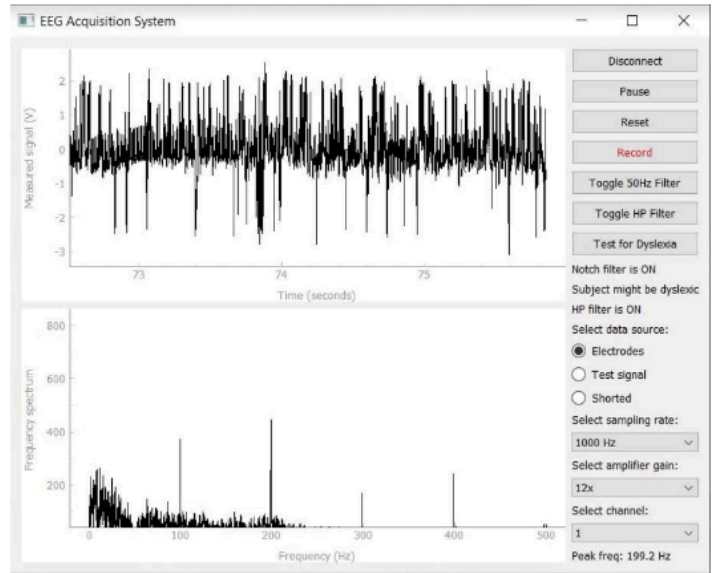 EEG Acquisition System
2
1
0
-1
-2
-3
Measured signal (V)
73
74
75
Time (seconds)
800
600
400
200
Frequency spectrum
0
100
200
300
400
500
Frequency (Hz)
Disconnect
Pause
Reset
Record
Toggle 50Hz Filter
Toggle HP Filter
Test for Dyslexia
Notch filter is ON
Subject might be dyslexic
HP filter is ON
Select data source:
Electrodes
Test signal
Shorted
Select sampling rate:
1000 Hz
Select amplifier gain:
12x
Select channel:
1
Peak freq: 199.2 Hz